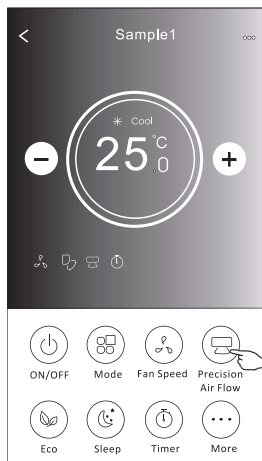 Sample1
Cool
25.0°C
ON/OFF
Mode
Fan Speed
Precision
Air Flow
Eco
Sleep
Timer
More